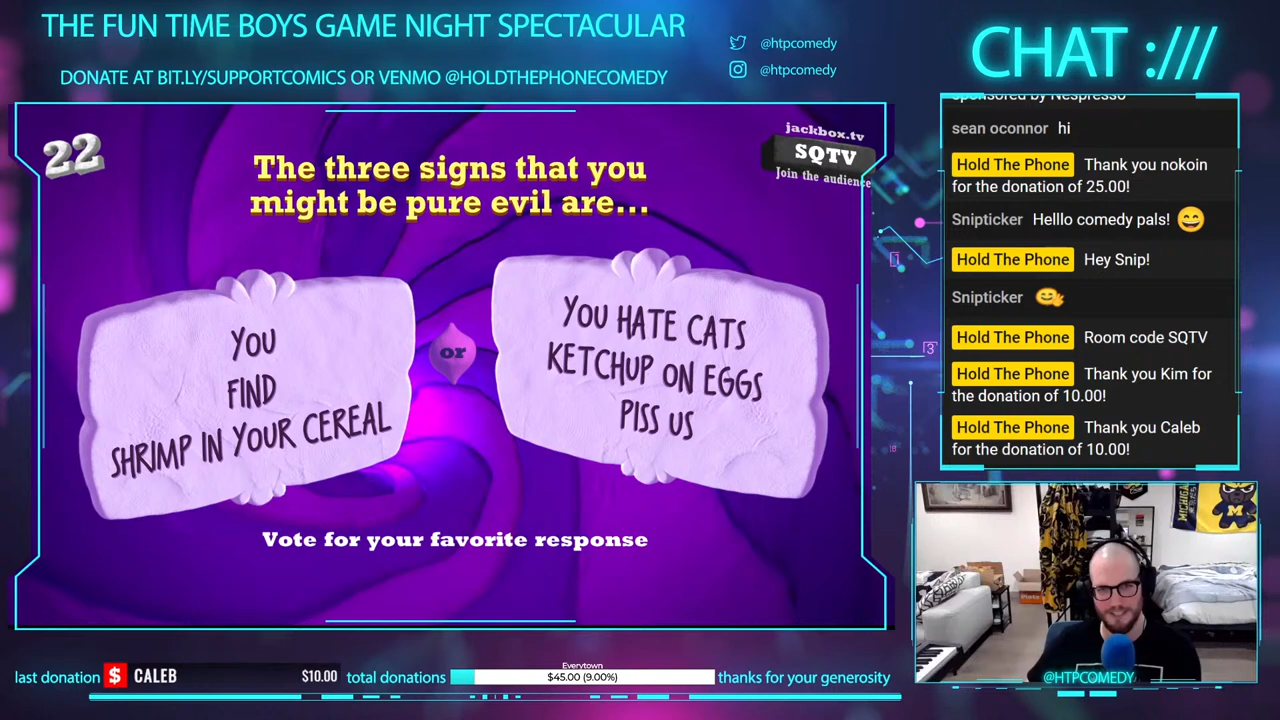 THE FUN TIME BOYS GAME NIGHT SPECTACULAR
DONATE AT BIT.LY/SUPPORTCOMICS OR VENMO @HOLDTHEPHONECOMEDY
@htpcomedy
@htpcomedy
CHAT :///
22
jackbox.tv
SQTV
Join the audience
The three signs that you
might be pure evil are...
YOU
FIND
SHRIMP IN YOUR CEREAL
or
YOU HATE CATS
KETCHUP ON EGGS
PISS US
Vote for your favorite response
sponsored by Nespresso
sean oconnor hi
Hold The Phone Thank you nokoin
for the donation of 25.00!
Snipticker Helllo comedy pals!
Hold The Phone Hey Snip!
Snipticker
Hold The Phone Room code SQTV
Hold The Phone Thank you Kim for
the donation of 10.00!
Hold The Phone Thank you Caleb
for the donation of 10.00!
MICHIGAN
M
@HTPCOMEDY
last donation $ CALEB $10.00 total donations
Everytown
$45.00 (9.00%)
thanks for your generosity